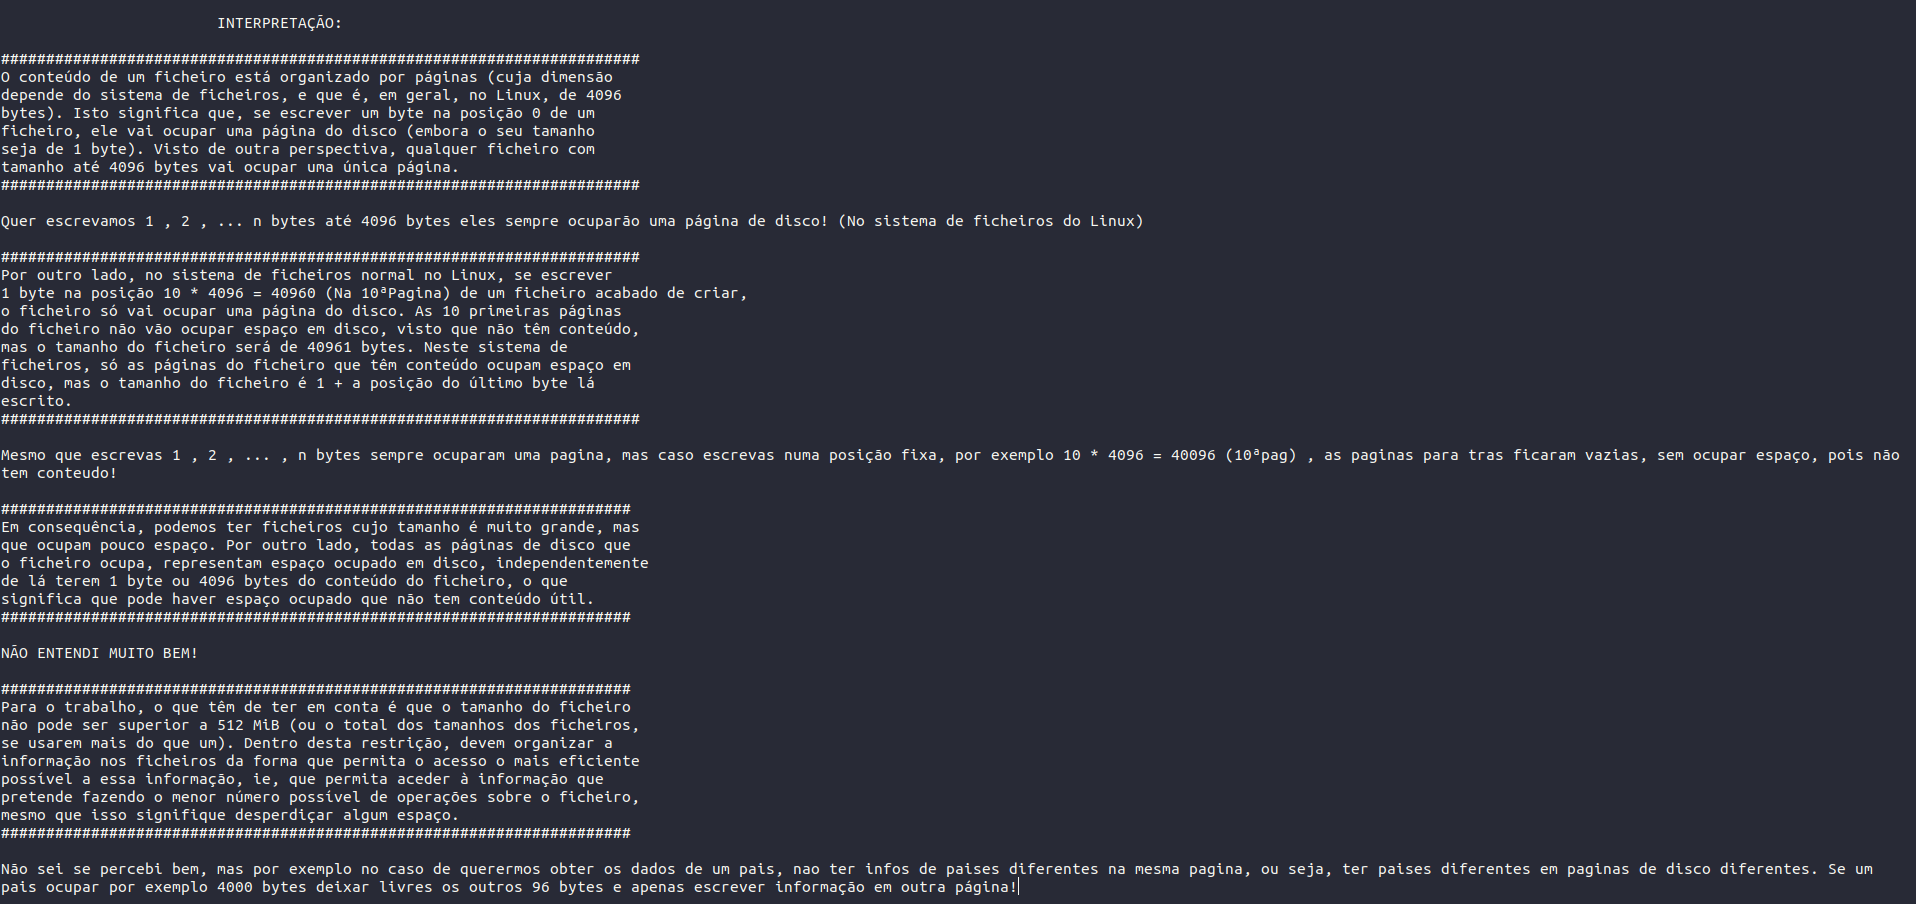 INTERPRETAÇÃO:
#######################################################################
O conteúdo de um ficheiro está organizado por páginas (cuja dimensão
depende do sistema de ficheiros, e que é, em geral, no Linux, de 4096
bytes). Isto significa que, se escrever um byte na posição 0 de um
ficheiro, ele vai ocupar uma página do disco (embora o seu tamanho
seja de 1 byte). Visto de outra perspectiva, qualquer ficheiro com
tamanho até 4096 bytes vai ocupar uma única página.
#######################################################################
Quer escrevamos 1 , 2 , ... n bytes até 4096 bytes eles sempre ocuparão uma página de disco! (No sistema de ficheiros do Linux)
#######################################################################
Por outro lado, no sistema de ficheiros normal no Linux, se escrever
1 byte na posição 10 * 4096 = 40960 (Na 10ªPagina) de um ficheiro acabado de criar,
o ficheiro só vai ocupar uma página do disco. As 10 primeiras páginas
do ficheiro não vão ocupar espaço em disco, visto que não têm conteúdo,
mas o tamanho do ficheiro será de 40961 bytes. Neste sistema de
ficheiros, só as páginas do ficheiro que têm conteúdo ocupam espaço em
disco, mas o tamanho do ficheiro é 1 + a posição do último byte lá
escrito.
#######################################################################
Mesmo que escrevas 1 , 2 , ... , n bytes sempre ocuparam uma pagina, mas caso escrevas numa posição fixa, por exemplo 10 * 4096 = 40096 (10ªpag) , as paginas para tras ficaram vazias, sem ocupar espaço, pois não
tem conteudo!
######################################################################
Em consequência, podemos ter ficheiros cujo tamanho é muito grande, mas
que ocupam pouco espaço. Por outro lado, todas as páginas de disco que
o ficheiro ocupa, representam espaço ocupado em disco, independentemente
de lá terem 1 byte ou 4096 bytes do conteúdo do ficheiro, o que
significa que pode haver espaço ocupado que não tem conteúdo útil.
######################################################################
NÃO ENTENDI MUITO BEM!
######################################################################
Para o trabalho, o que têm de ter em conta é que o tamanho do ficheiro
não pode ser superior a 512 MiB (ou o total dos tamanhos dos ficheiros,
se usarem mais do que um). Dentro desta restrição, devem organizar a
informação nos ficheiros da forma que permita o acesso o mais eficiente
possível a essa informação, ie, que permita aceder à informação que
pretende fazendo o menor número possível de operações sobre o ficheiro,
mesmo que isso signifique desperdiçar algum espaço.
######################################################################
Não sei se percebi bem, mas por exemplo no caso de querermos obter os dados de um pais, nao ter infos de paises diferentes na mesma pagina, ou seja, ter paises diferentes em paginas de disco diferentes. Se um
pais ocupar por exemplo 4000 bytes deixar livres os outros 96 bytes e apenas escrever informação em outra página!